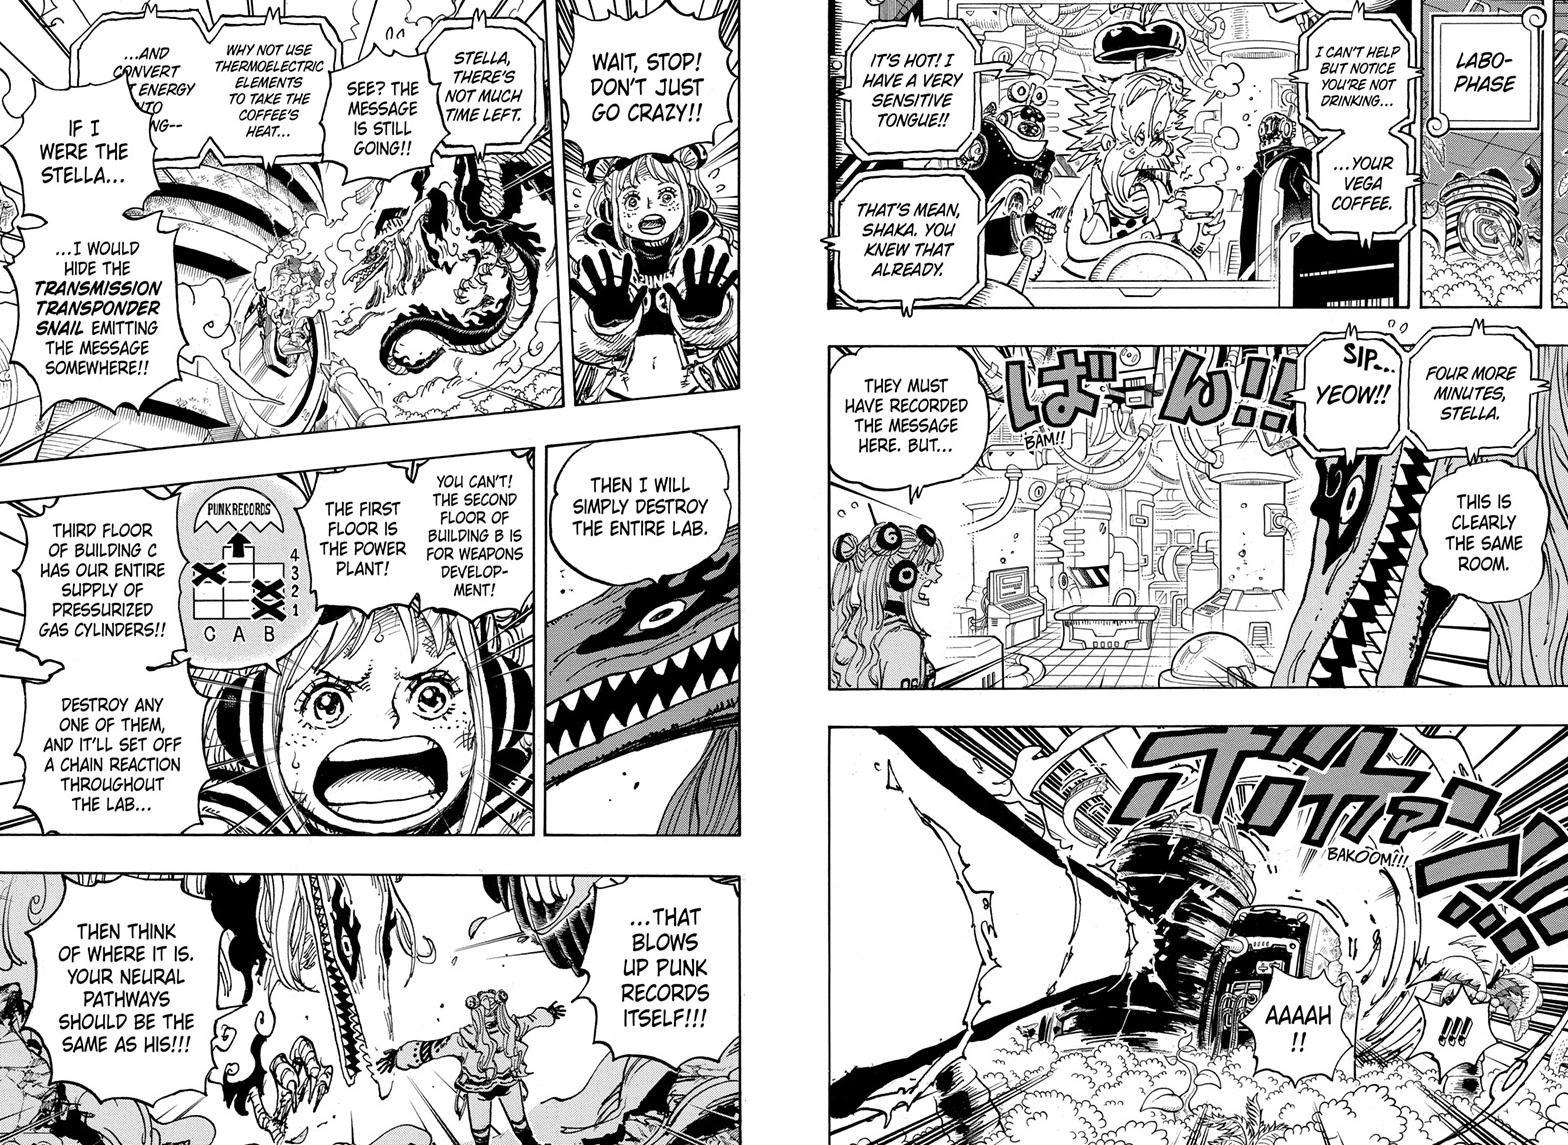 LABO-
PHASE
I CAN'T HELP
BUT NOTICE
YOU'RE NOT
DRINKING...
...YOUR
VEGA
COFFEE.
IT'S HOT! I
HAVE A VERY
SENSITIVE
TONGUE!!
THAT'S MEAN,
SHAKA. YOU
KNEW THAT
ALREADY.
FOUR MORE
MINUTES,
STELLA.
THIS IS
CLEARLY
THE SAME
ROOM.
SIP...
YEOW!!
ばーん!!
BAM!!
THEY MUST
HAVE RECORDED
THE MESSAGE
HERE. BUT...
BAKOOM!!!
!!!
AAAAH
!!
WAIT, STOP!
DON'T JUST
GO CRAZY!!
STELLA,
THERE'S
NOT MUCH
TIME LEFT.
SEE? THE
MESSAGE
IS STILL
GOING!!
WHY NOT USE
THERMOELECTRIC
ELEMENTS
TO TAKE THE
COFFEE'S
HEAT...
...AND
CONVERT
ENERGY
IF I
WERE THE
STELLA...
...I WOULD
HIDE THE
TRANSMISSION
TRANSPONDER
SNAIL EMITTING
THE MESSAGE
SOMEWHERE!!
THEN I WILL
SIMPLY DESTROY
THE ENTIRE LAB.
YOU CAN'T!
THE SECOND
FLOOR OF
BUILDING B IS
FOR WEAPONS
DEVELOP-
MENT!
THE FIRST
FLOOR IS
THE POWER
PLANT!
PUNKRECORDS
4
3
2
1
C A B
THIRD FLOOR
OF BUILDING C
HAS OUR ENTIRE
SUPPLY OF
PRESSURIZED
GAS CYLINDERS!!
DESTROY ANY
ONE OF THEM,
AND IT'LL SET OFF
A CHAIN REACTION
THROUGHOUT
THE LAB...
...THAT
BLOWS
UP PUNK
RECORDS
ITSELF!!!
THEN THINK
OF WHERE IT IS.
YOUR NEURAL
PATHWAYS
SHOULD BE THE
SAME AS HIS!!!